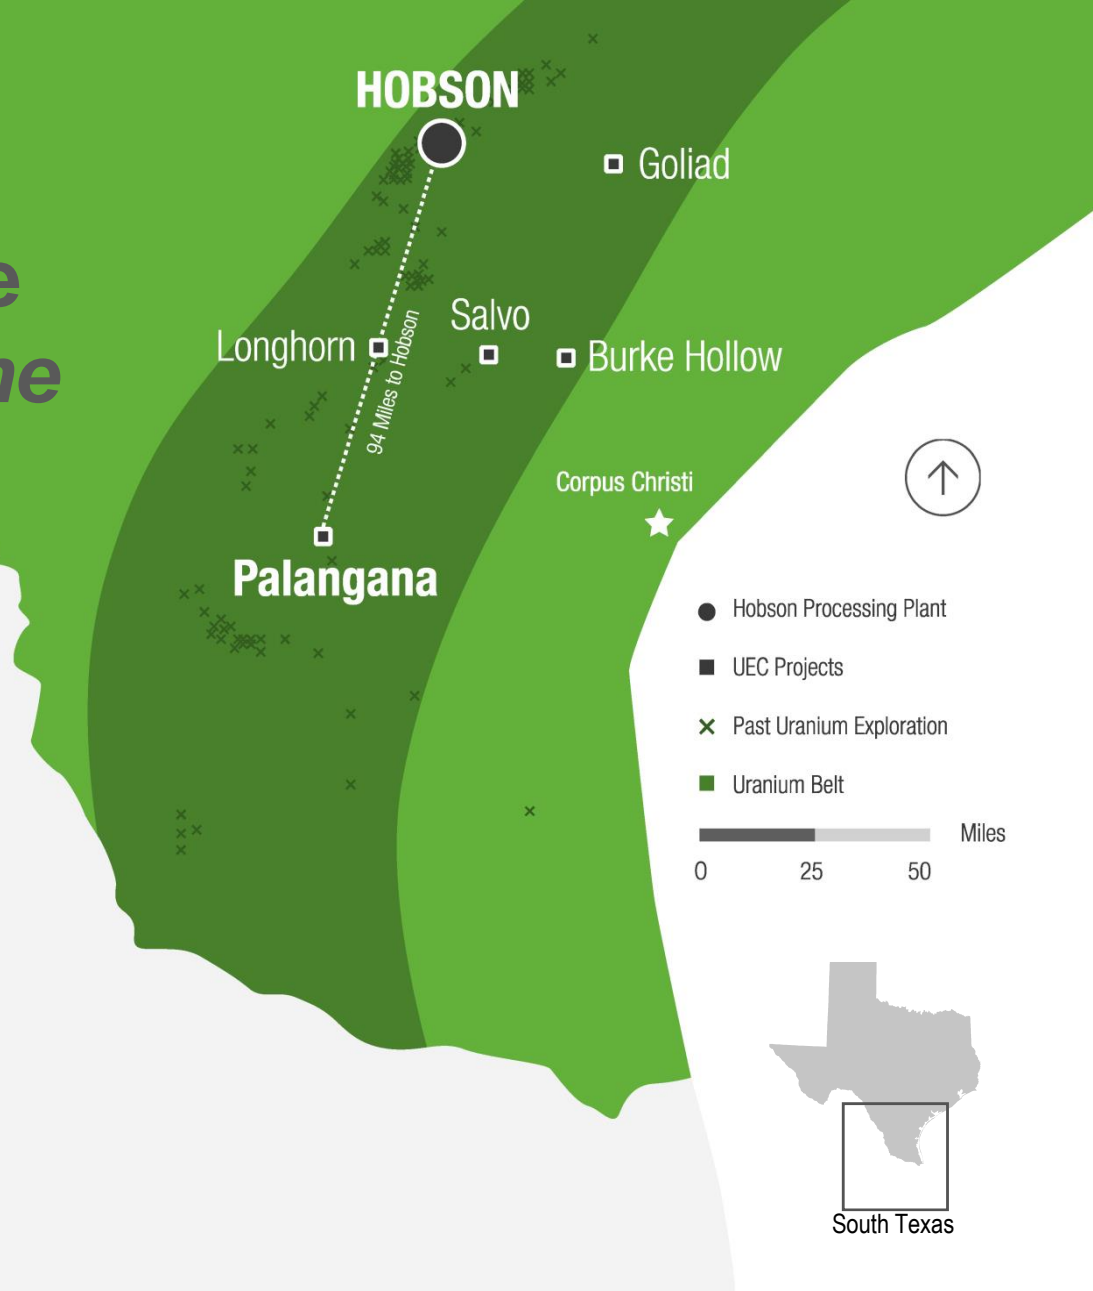 HOBSON
Goliad
e
Salvo
Longhorn
94 Miles to Hobson
Burke Hollow
ne
Corpus Christi
Palangana
Hobson Processing Plant
UEC Projects
Past Uranium Exploration
Uranium Belt
Miles
0 25 50
South Texas